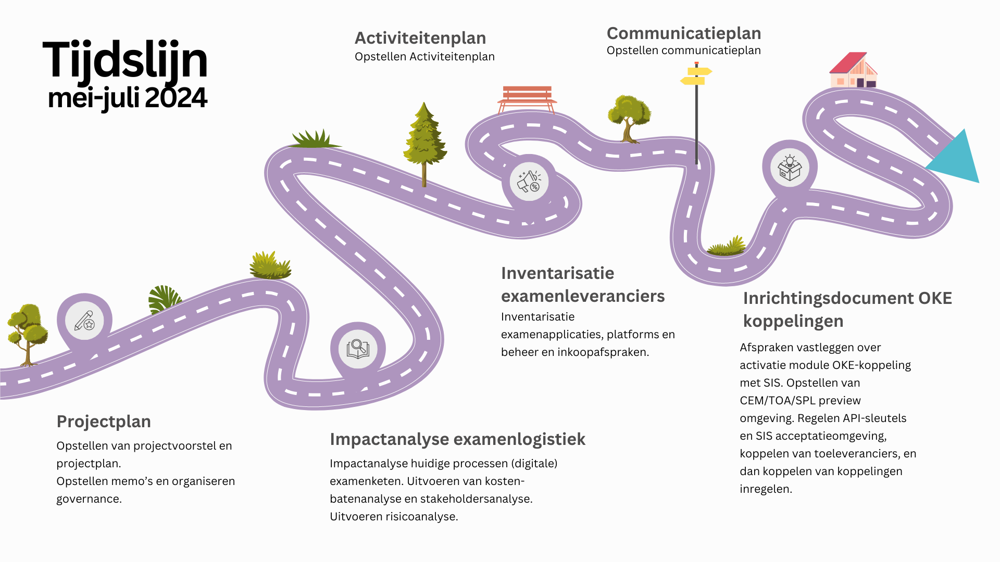 Tijdslijn
mei-juli 2024
Activiteitenplan
Opstellen Activiteitenplan
Communicatieplan
Opstellen communicatieplan
Inventarisatie
examenleveranciers
Inventarisatie
examenapplicaties, platforms en
beheer en inkoopafspraken.
Inrichtingsdocument OKE
koppelingen
Afspraken vastleggen over
activatie module OKE-koppeling
met SIS. Opstellen van
CEM/TOA/SPL preview
omgeving. Regelen API-sleutels
en SIS acceptatieomgeving,
koppelen van toeleveranciers, en
dan koppelen van koppelingen
inregelen.
Projectplan
Opstellen van projectvoorstel en
projectplan.
Opstellen memo’s en organiseren
governance.
Impactanalyse examenlogistiek
Impactanalyse huidige processen (digitale)
examenketen. Uitvoeren van kosten-
batenanalyse en stakeholdersanalyse.
Uitvoeren risicoanalyse.